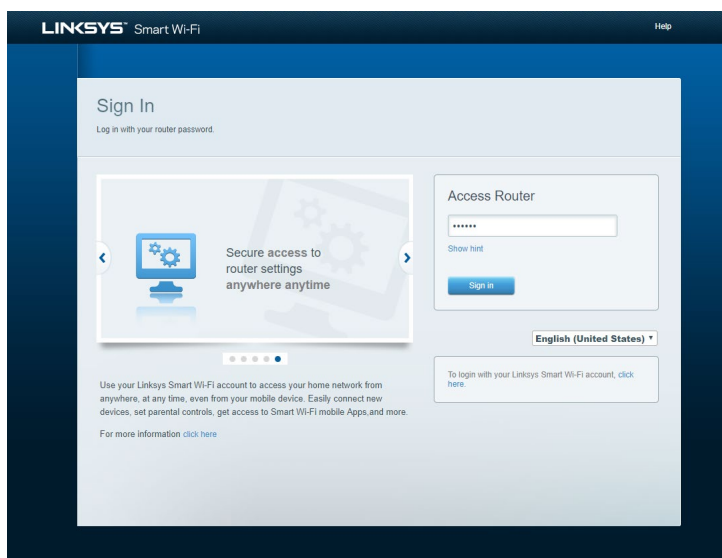 LINKSYS™ Smart Wi-Fi
Help
Sign In
Log in with your router password.
Secure access to
router settings
anywhere anytime
Use your Linksys Smart Wi-Fi account to access your home network from
anywhere, at any time, even from your mobile device. Easily connect new
devices, set parental controls, get access to Smart Wi-Fi mobile Apps,and more.
For more information click here
Access Router
••••••
Show hint
Sign in
English (United States)
To login with your Linksys Smart Wi-Fi account, click
here.